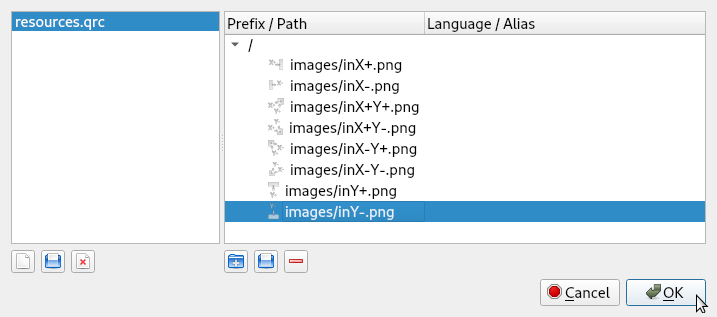 resources.qrc
Prefix / Path Language / Alias
/
images/inX+.png
images/inX-.png
images/inX+Y+.png
images/inX+Y-.png
images/inX-Y+.png
images/inX-Y-.png
images/inY+.png
images/inY-.png
Cancel OK